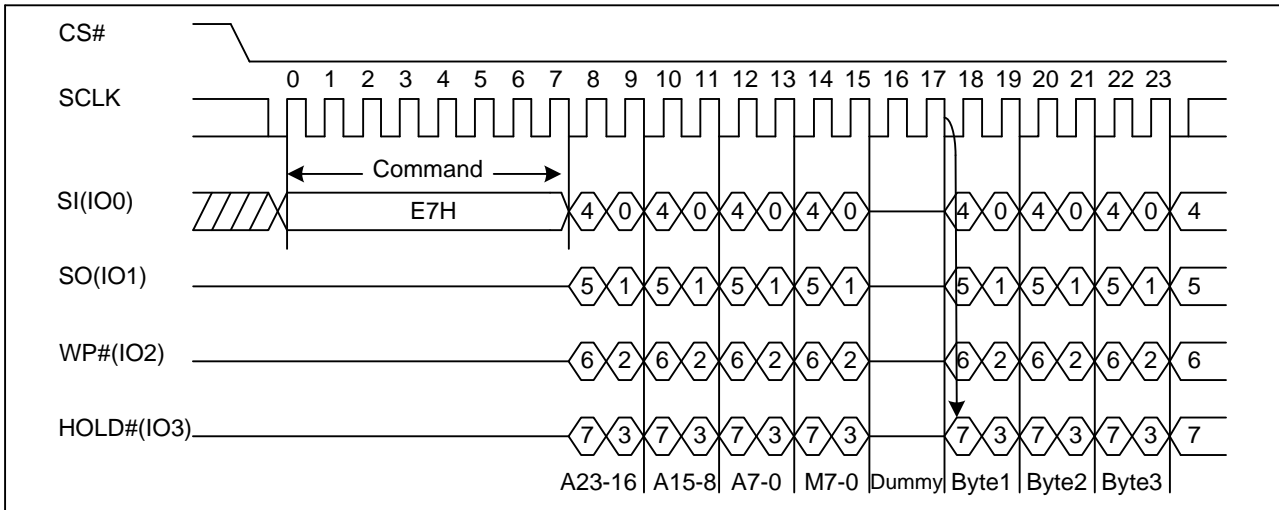 CS#
0 1 2 3 4 5 6 7 8 9 10 11 12 13 14 15 16 17 18 19 20 21 22 23
SCLK
Command
SI(IO0)
E7H
4 0 4 0 4 0 4 0 4 0 4 0 4 0 4
SO(IO1)
5 1 5 1 5 1 5 1 5 1 5 1 5 1 5
WP#(IO2)
6 2 6 2 6 2 6 2 6 2 6 2 6 2 6
HOLD#(IO3)
7 3 7 3 7 3 7 3 7 3 7 3 7 3 7
A23-16 A15-8 A7-0 M7-0 Dummy Byte1 Byte2 Byte3